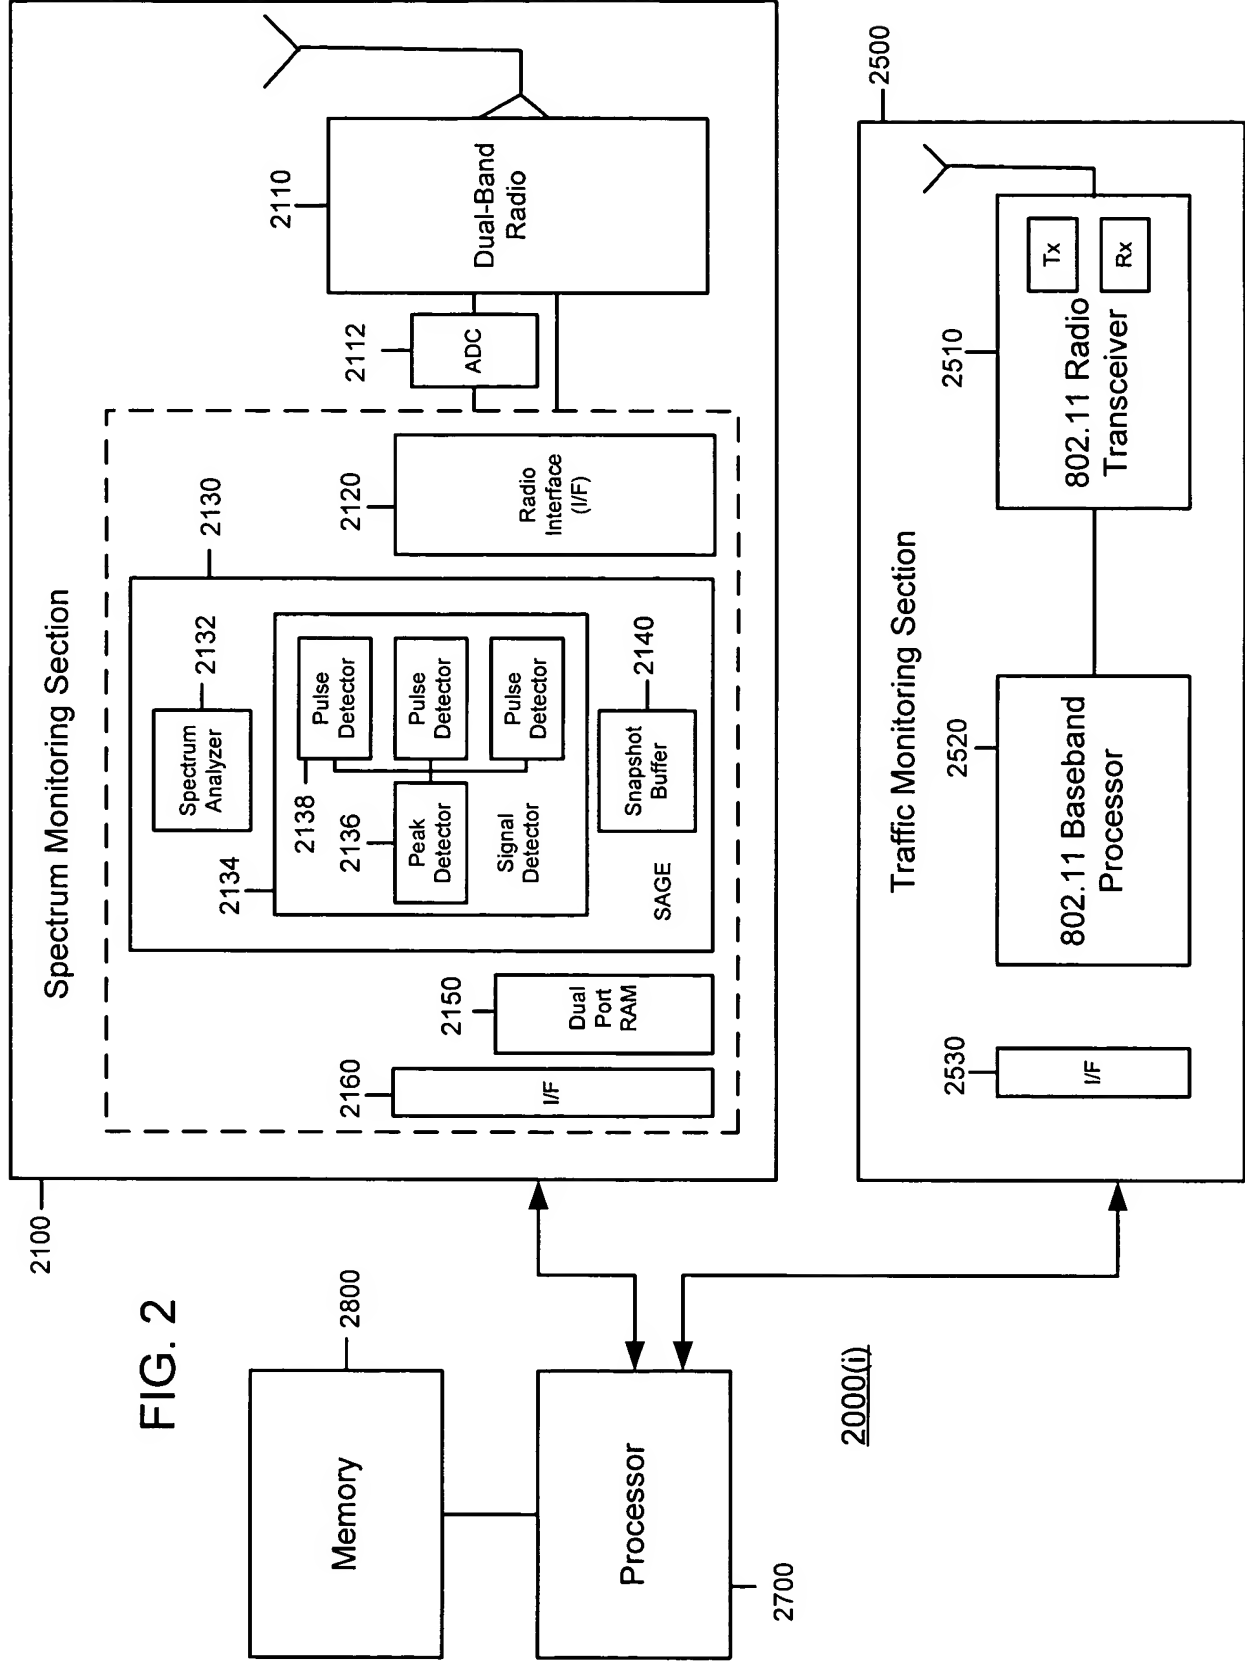 FIG. 2
2000(i)
Memory
2800
Processor
2700
2100
Spectrum Monitoring Section
2160
I/F
2150
Dual
Port
RAM
2130
SAGE
2132
Spectrum
Analyzer
2134
Signal
Detector
2136
Peak
Detector
2138
Pulse
Detector
Pulse
Detector
Pulse
Detector
2140
Snapshot
Buffer
2120
Radio
Interface
(I/F)
2112
ADC
2110
Dual-Band
Radio
2500
Traffic Monitoring Section
2530
I/F
2520
802.11 Baseband
Processor
2510
802.11 Radio
Transceiver
Tx
Rx